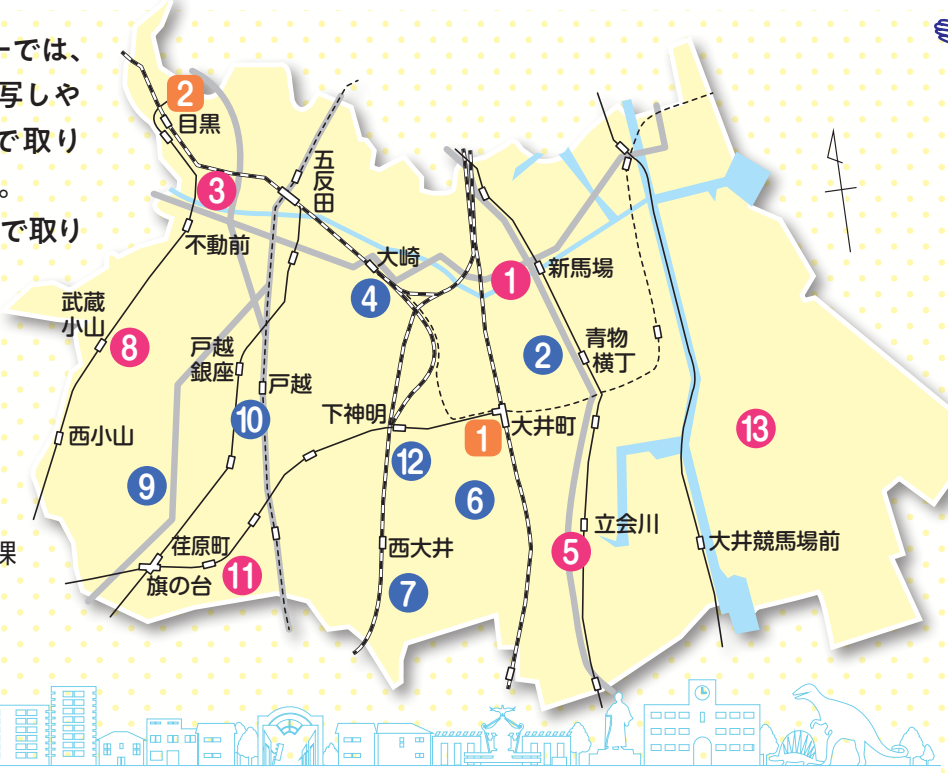 ーでは、
写しや
で取り
。
で取り
2
目黒
3
不動前
五
反
田
大崎
4
1
新馬場
2
青物
横丁
武蔵
小山
8
戸越
銀座
戸越
10
下神明
1
大井町
13
西小山
9
12
6
課
荏原町
旗の台
11
西大井
7
5
立会川
大井競馬場前